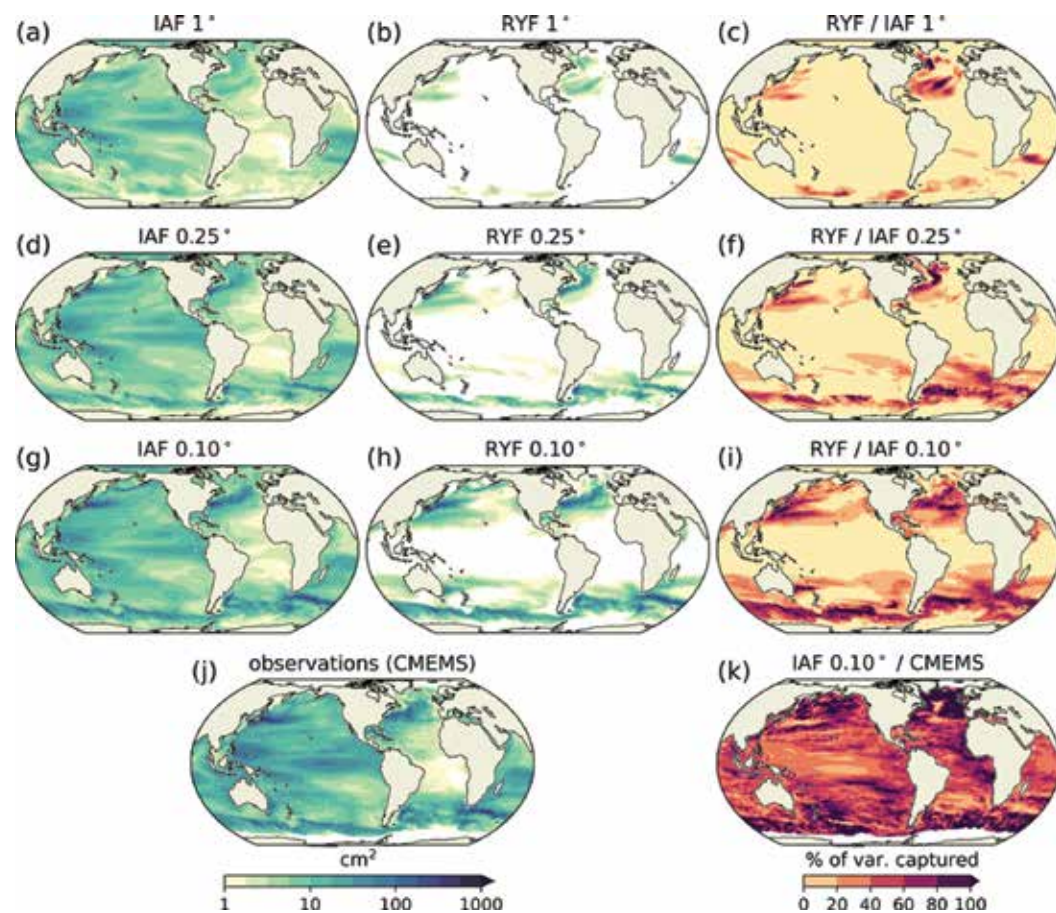 (a) IAF 1° (b) RYF 1° (c) RYF / IAF 1°
(d) IAF 0.25° (e) RYF 0.25° (f) RYF / IAF 0.25°
(g) IAF 0.10° (h) RYF 0.10° (i) RYF / IAF 0.10°
(j) observations (CMEMS) (k) IAF 0.10° / CMEMS
cm² % of var. captured
1 10 100 1000 0 20 40 60 80 100